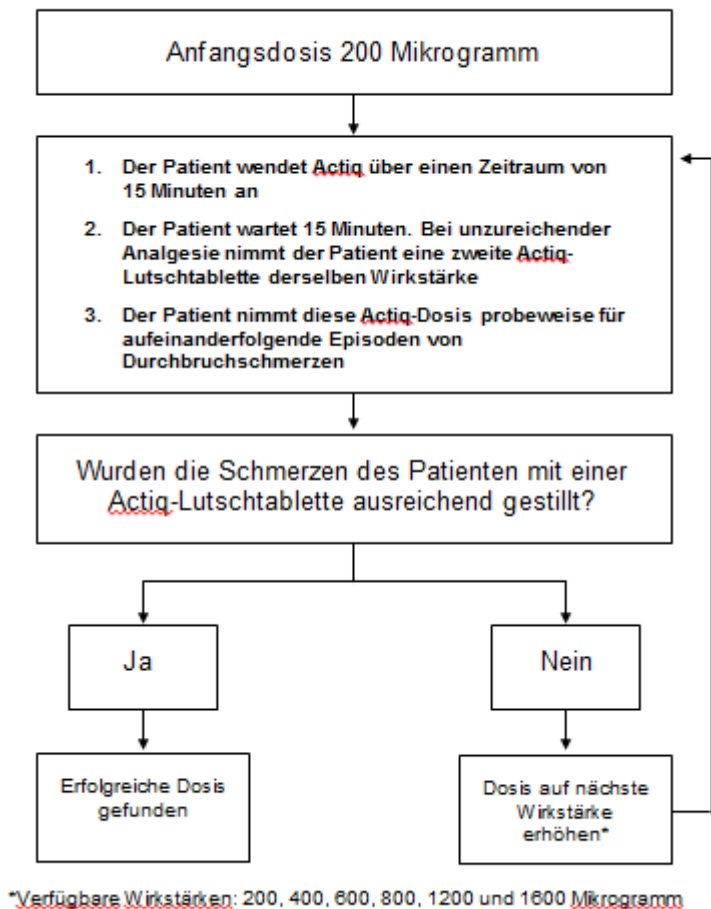 Anfangsdosis 200 Mikrogramm
1. Der Patient wendet Actiq über einen Zeitraum von
15 Minuten an
2. Der Patient wartet 15 Minuten. Bei unzureichender
Analgesie nimmt der Patient eine zweite Actiq-
Lutschtablette derselben Wirkstärke
3. Der Patient nimmt diese Actiq-Dosis probeweise für
aufeinanderfolgende Episoden von
Durchbruchschmerzen
Wurden die Schmerzen des Patienten mit einer
Actiq-Lutschtablette ausreichend gestillt?
Ja
Nein
Erfolgreiche Dosis
gefunden
Dosis auf nächste
Wirkstärke
erhöhen*
*Verfügbare Wirkstärken: 200, 400, 600, 800, 1200 und 1600 Mikrogramm